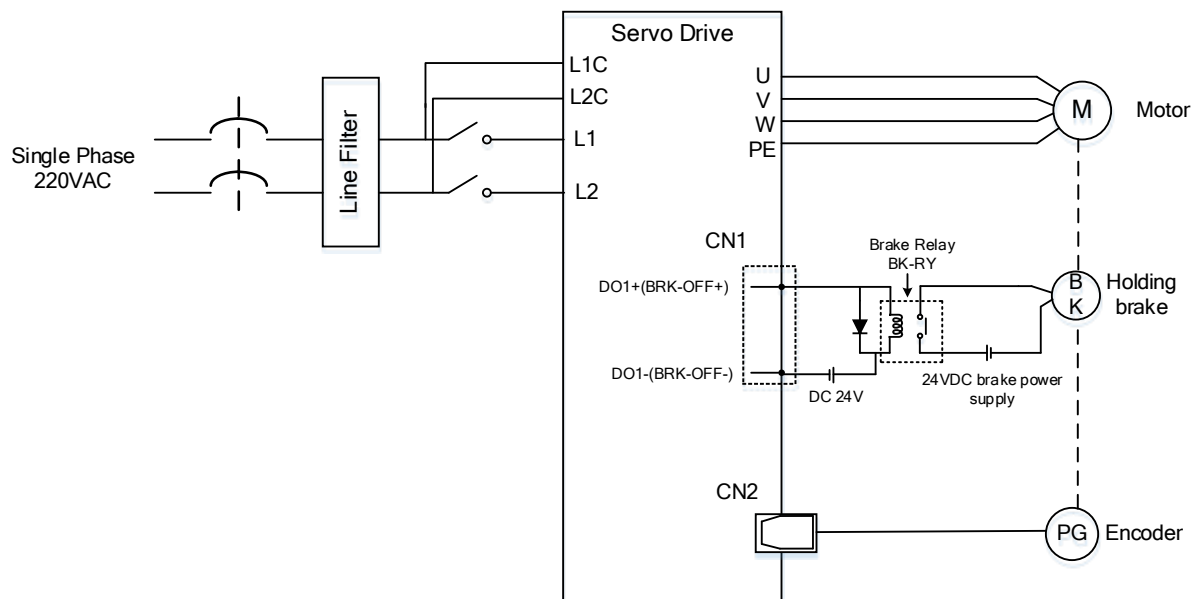 Servo Drive
L1C
L2C
L1
L2
Single Phase
220VAC
Line Filter
U
V
W
PE
M
Motor
CN1
Brake Relay
BK-RY
DO1+(BRK-OFF+)
DO1-(BRK-OFF-)
DC 24V
24VDC brake power
supply
B
K
Holding
brake
CN2
PG
Encoder